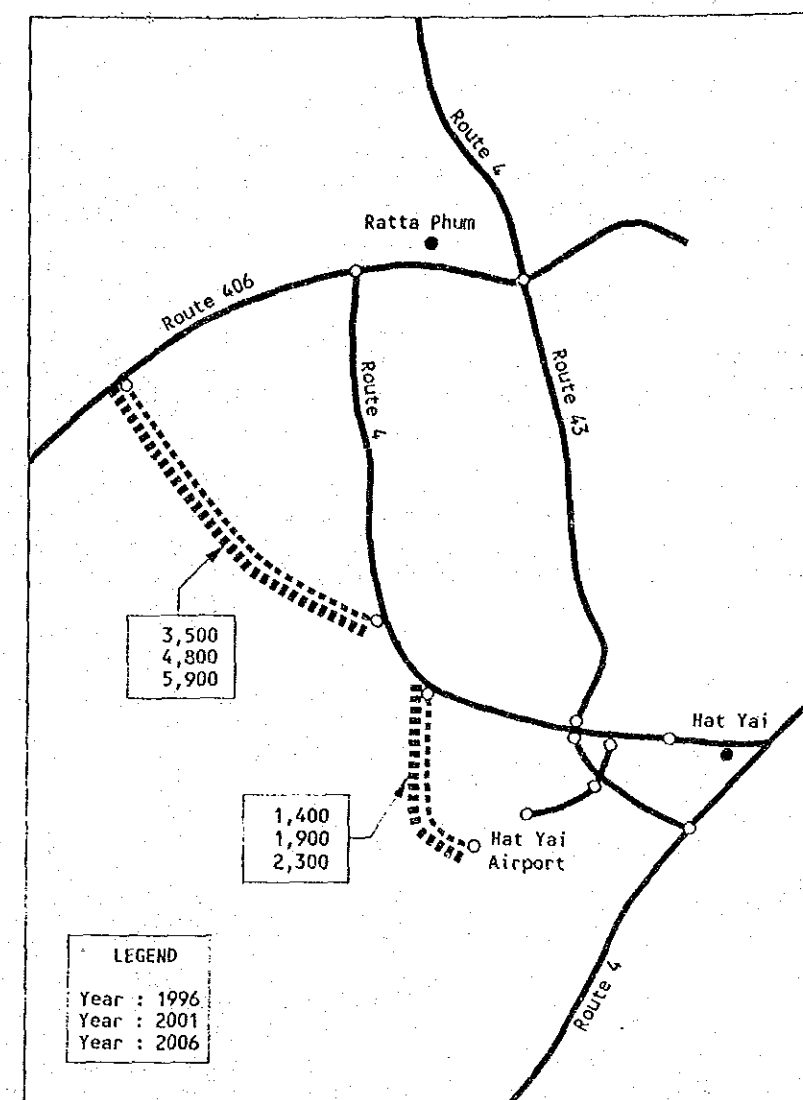 Route 4
Ratta Phum
Route 406
Route 4
Route 43
3,500
4,800
5,900
Hat Yai
1,400
1,900
2,300
Hat Yai
Airport
LEGEND
Year : 1996
Year : 2001
Year : 2006
Route 4